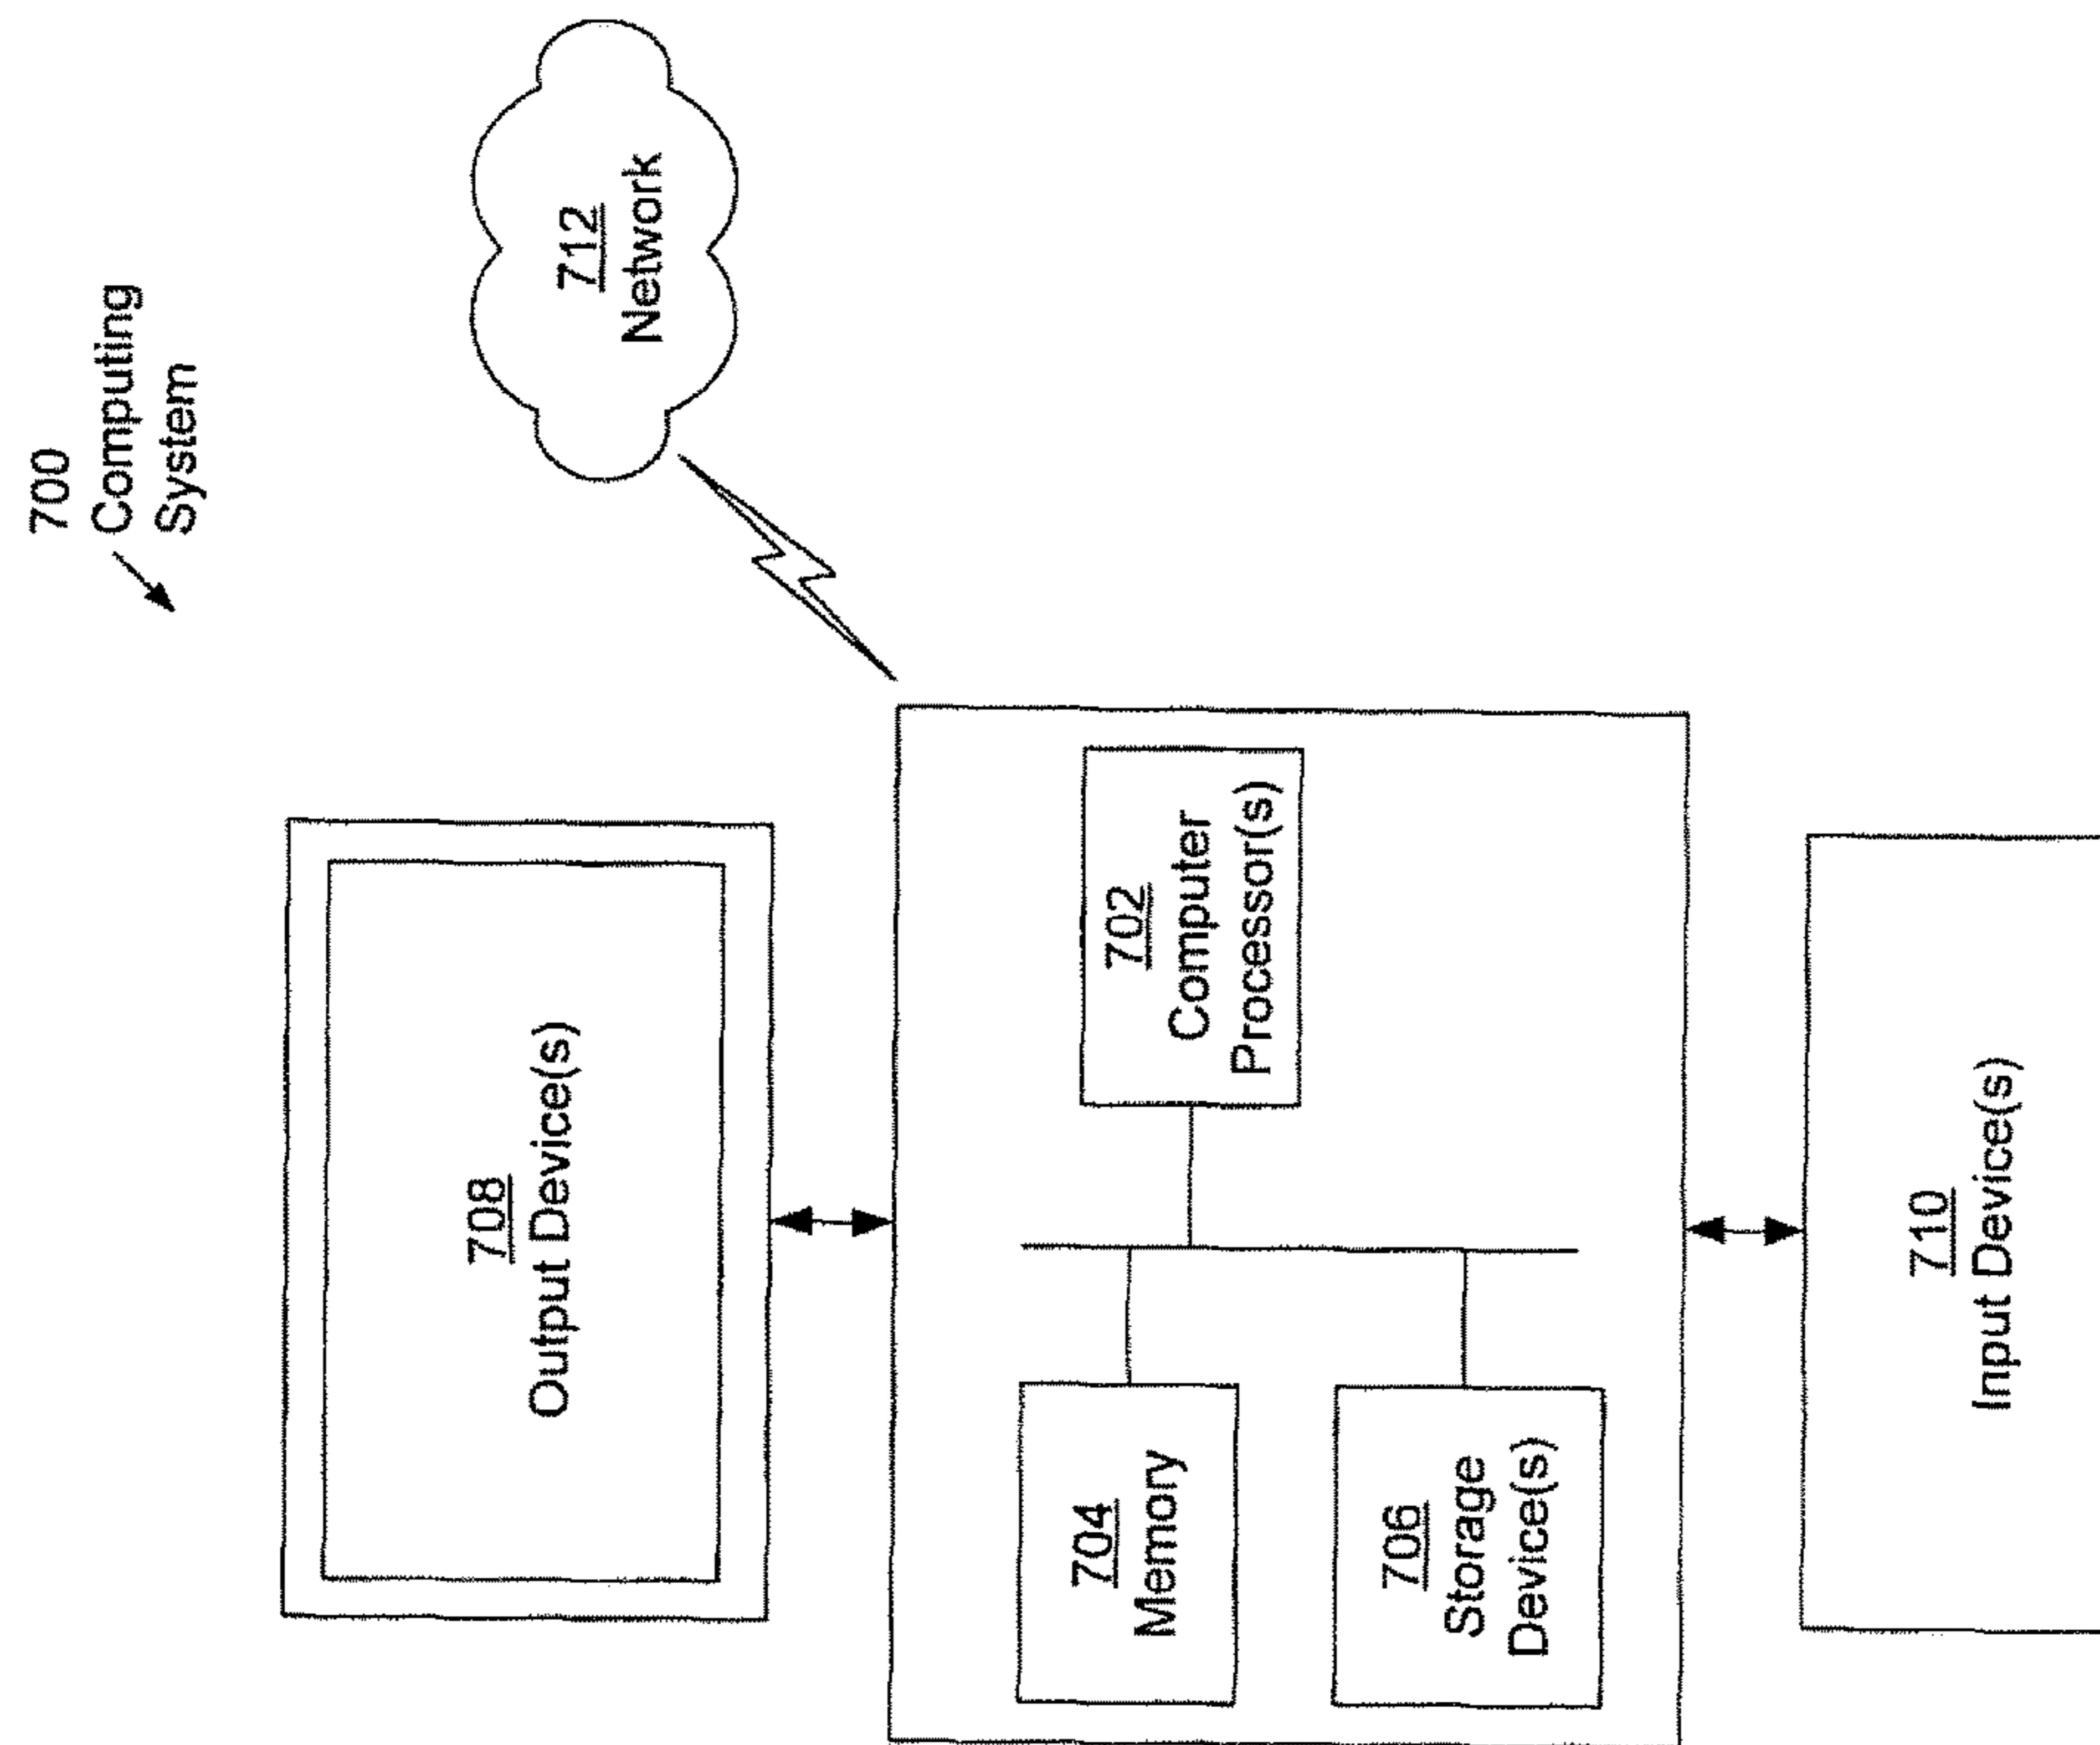 700
Computing
System
712
Network
708
Output Device(s)
702
Computer
Processor(s)
704
Memory
706
Storage
Device(s)
710
Input Device(s)